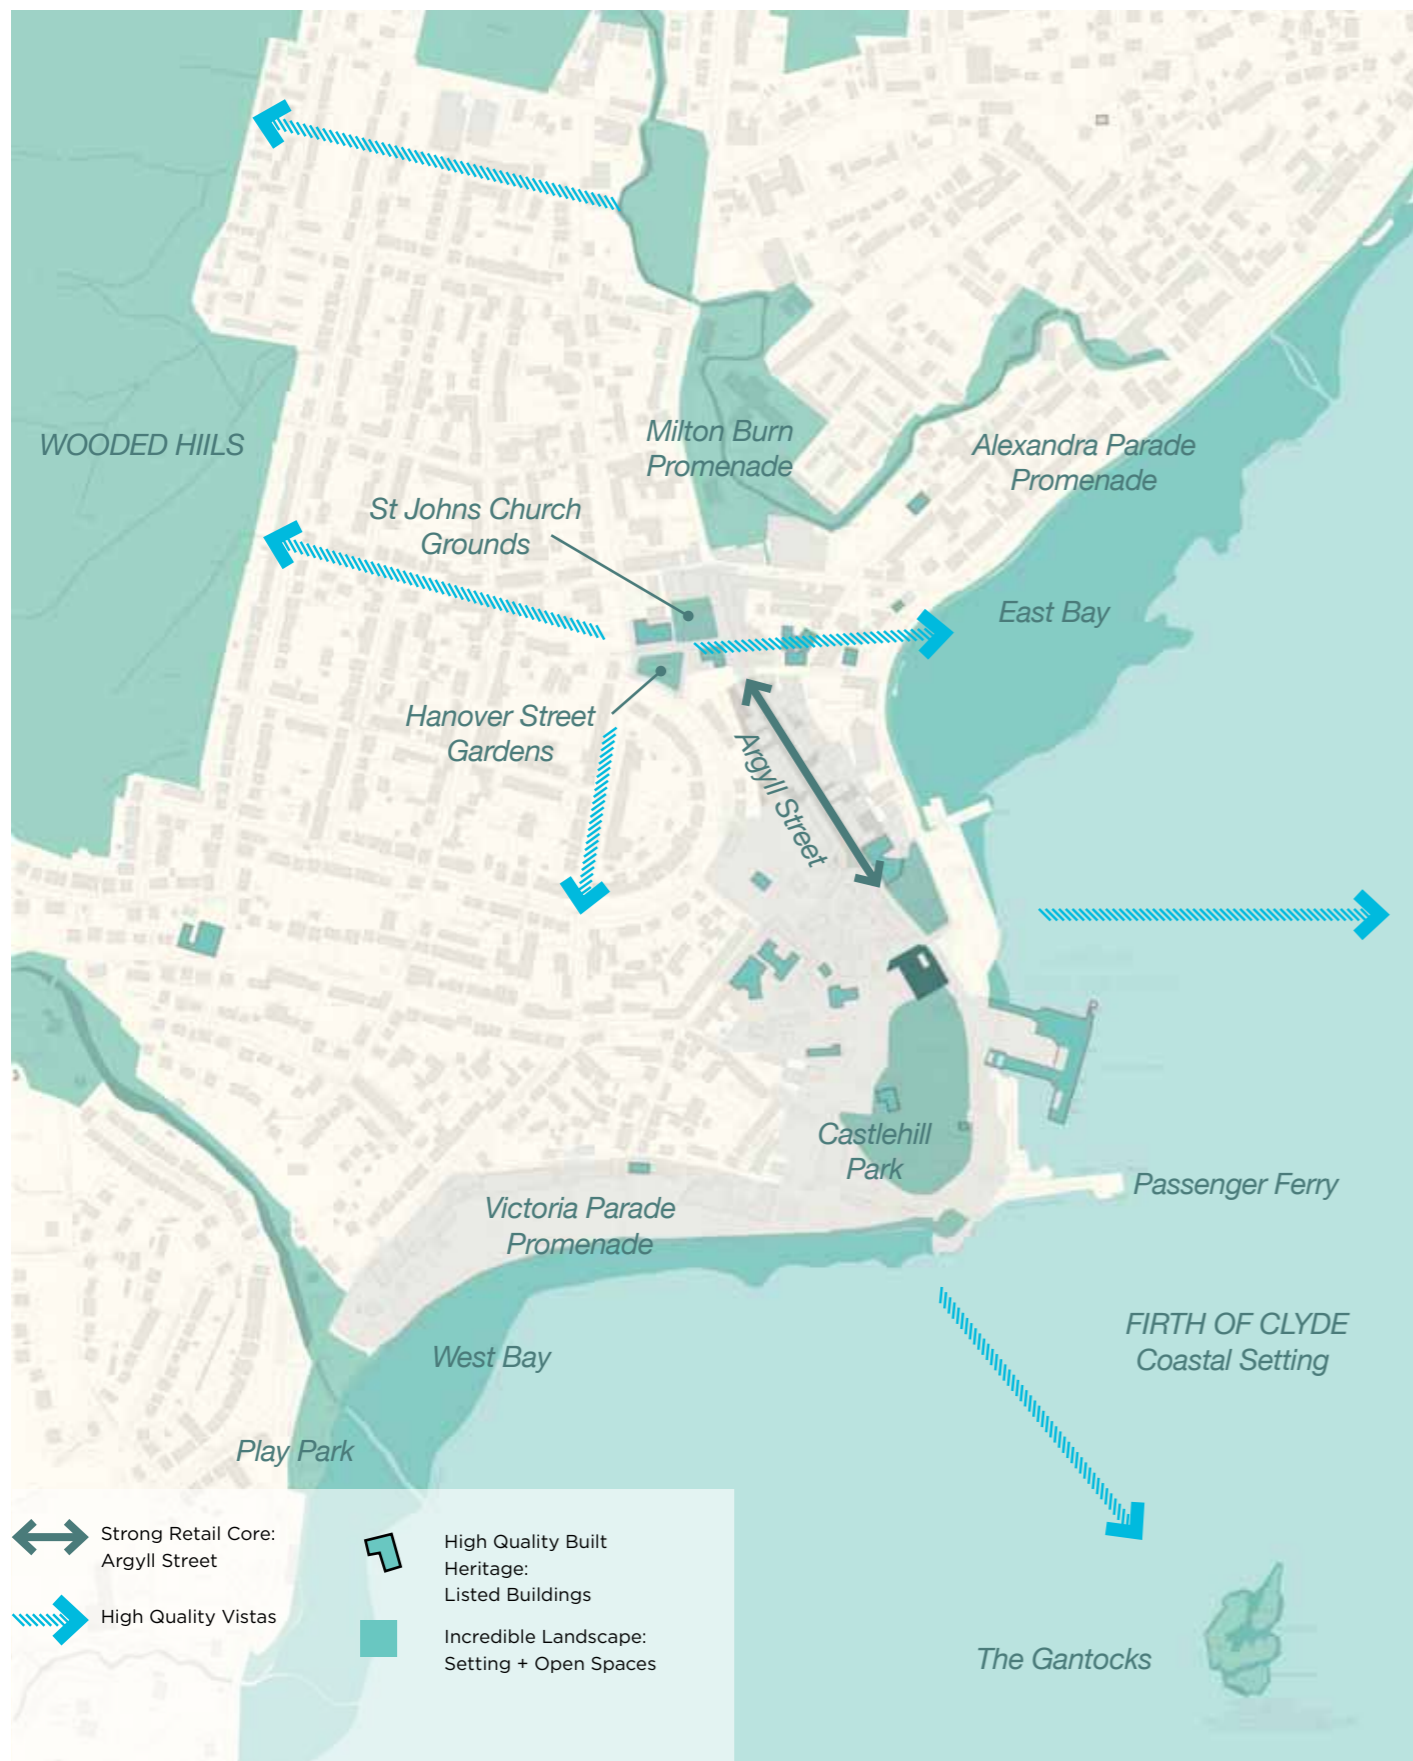 WOODED HIILS
Milton Burn
Promenade
Alexandra Parade
Promenade
St Johns Church
Grounds
East Bay
Hanover Street
Gardens
Argyll Street
Castlehill
Park
Passenger Ferry
Victoria Parade
Promenade
FIRTH OF CLYDE
Coastal Setting
West Bay
Play Park
The Gantocks
Strong Retail Core:
Argyll Street
High Quality Vistas
High Quality Built
Heritage:
Listed Buildings
Incredible Landscape:
Setting + Open Spaces